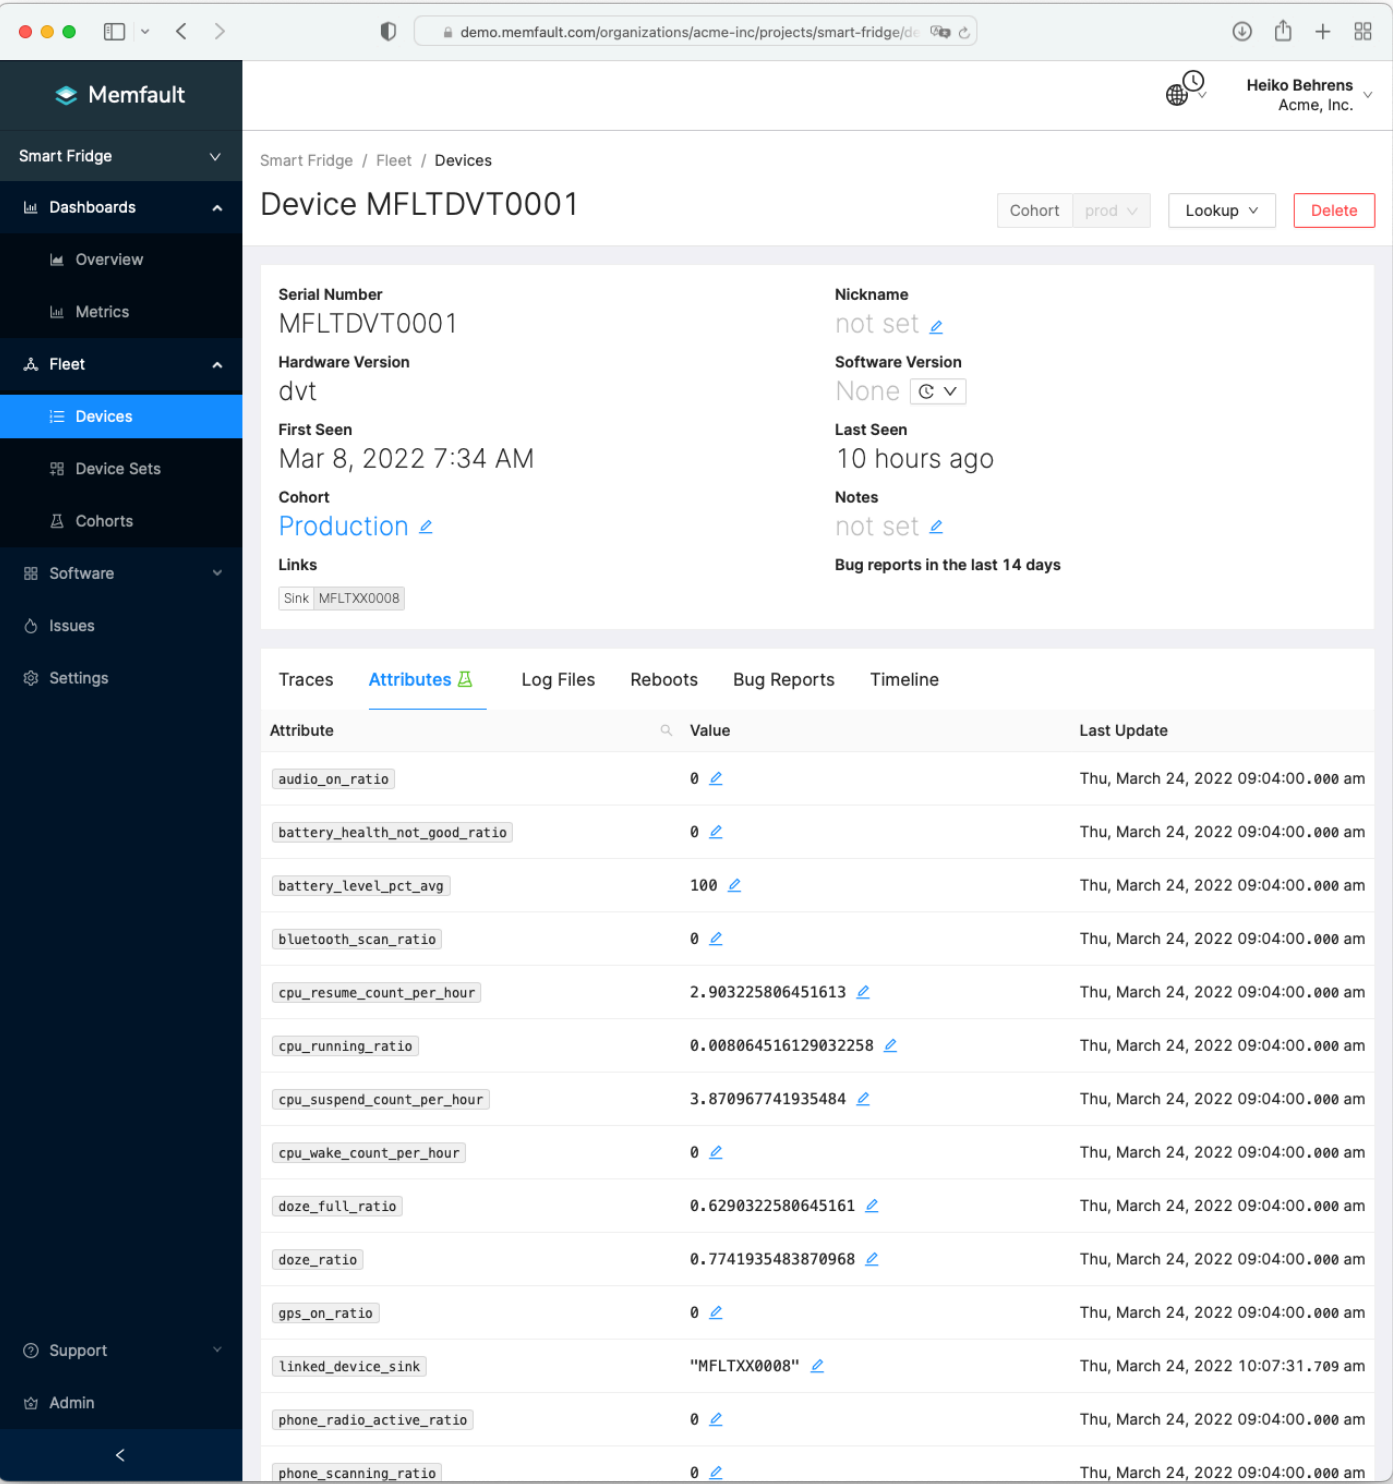 demo.memfault.com/organizations/acme-inc/projects/smart-fridge/de
Memfault
Heiko Behrens
Acme, Inc.
Smart Fridge
Dashboards
Overview
Metrics
Fleet
Devices
Device Sets
Cohorts
Software
Issues
Settings
Support
Admin
Smart Fridge / Fleet / Devices
Device MFLTDVT0001
Cohort prod Lookup Delete
Serial Number
MFLTDVT0001
Nickname
not set
Hardware Version
dvt
Software Version
None
First Seen
Mar 8, 2022 7:34 AM
Last Seen
10 hours ago
Cohort
Production
Notes
not set
Links
Sink MFLTXX0008
Bug reports in the last 14 days
Traces Attributes Log Files Reboots Bug Reports Timeline
Attribute Value Last Update
audio_on_ratio 0 Thu, March 24, 2022 09:04:00.000 am
battery_health_not_good_ratio 0 Thu, March 24, 2022 09:04:00.000 am
battery_level_pct_avg 100 Thu, March 24, 2022 09:04:00.000 am
bluetooth_scan_ratio 0 Thu, March 24, 2022 09:04:00.000 am
cpu_resume_count_per_hour 2.903225806451613 Thu, March 24, 2022 09:04:00.000 am
cpu_running_ratio 0.008064516129032258 Thu, March 24, 2022 09:04:00.000 am
cpu_suspend_count_per_hour 3.870967741935484 Thu, March 24, 2022 09:04:00.000 am
cpu_wake_count_per_hour 0 Thu, March 24, 2022 09:04:00.000 am
doze_full_ratio 0.6290322580645161 Thu, March 24, 2022 09:04:00.000 am
doze_ratio 0.7741935483870968 Thu, March 24, 2022 09:04:00.000 am
gps_on_ratio 0 Thu, March 24, 2022 09:04:00.000 am
linked_device_sink "MFLTXX0008" Thu, March 24, 2022 10:07:31.709 am
phone_radio_active_ratio 0 Thu, March 24, 2022 09:04:00.000 am
phone_scanning_ratio 0 Thu, March 24, 2022 09:04:00.000 am